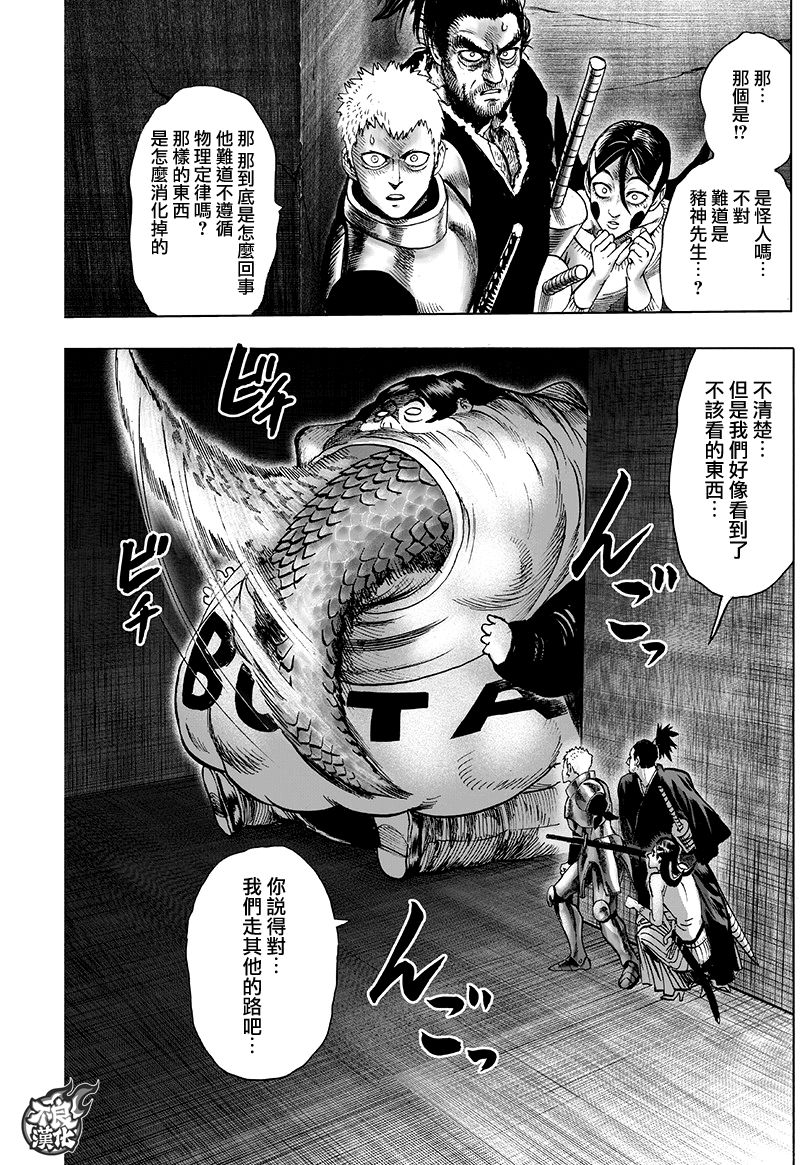 那…
那個是!?
是怪人嗎…
不對
難道是
豬神先生…?
那 那到底是怎麼回事
他難道不遵循
物理定律嗎?
那樣的東西
是怎麼消化掉的
不清楚…
但是我們好像看到了
不該看的東西…
んごごっ
ビチ
ビチ
BUTA
你說得對…
我們走其他的路吧…
んごごっ
狼
漢化